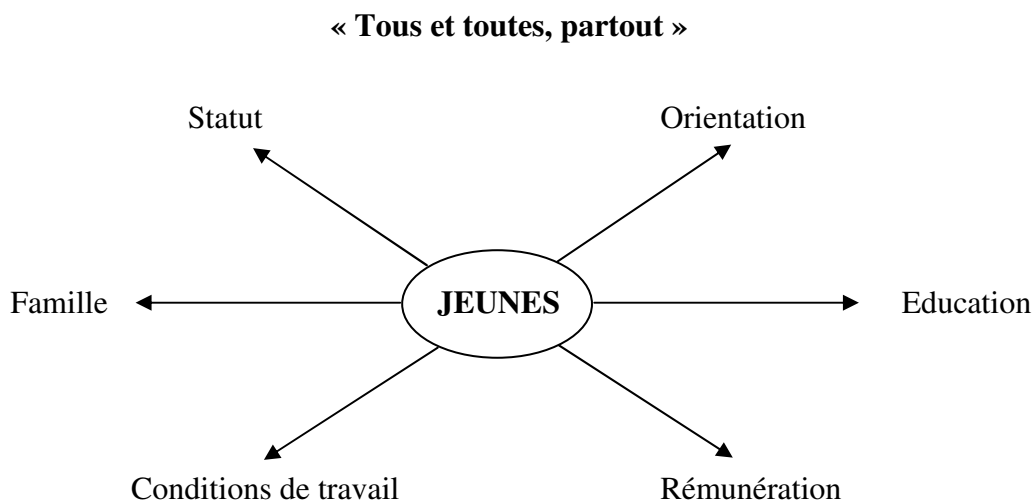 « Tous et toutes, partout »
Statut
Orientation
Famille
JEUNES
Education
Conditions de travail
Rémunération